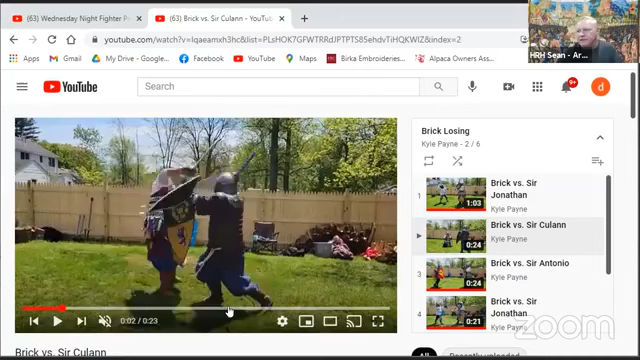 (63) Wednesday Night Fighter Pr
(63) Brick vs. Sir Culann - YouTube
youtube.com/watch?v=Iqaeamxh3hc&list=PLsHOK7GFWTRRdJPTPTS85ehdvTiHQKWIZ&index=2
Apps
Gmail
My Drive - Google...
Facebook
YouTube
Maps
Birka Embroideries...
Alpaca Owners Ass...
HRH Sean - Ar...
YouTube
Search
9+
d
Brick Losing
Kyle Payne - 2 / 6
1
1:03
Brick vs. Sir Jonathan
Kyle Payne
0:24
Brick vs. Sir Culann
Kyle Payne
3
0:24
Brick vs. Sir Antonio
Kyle Payne
4
0:21
Brick vs. Sir Jonathan
Kyle Payne
0:02 / 0:23
zoom
Brick vs. Sir Culann
All
Recently uploaded